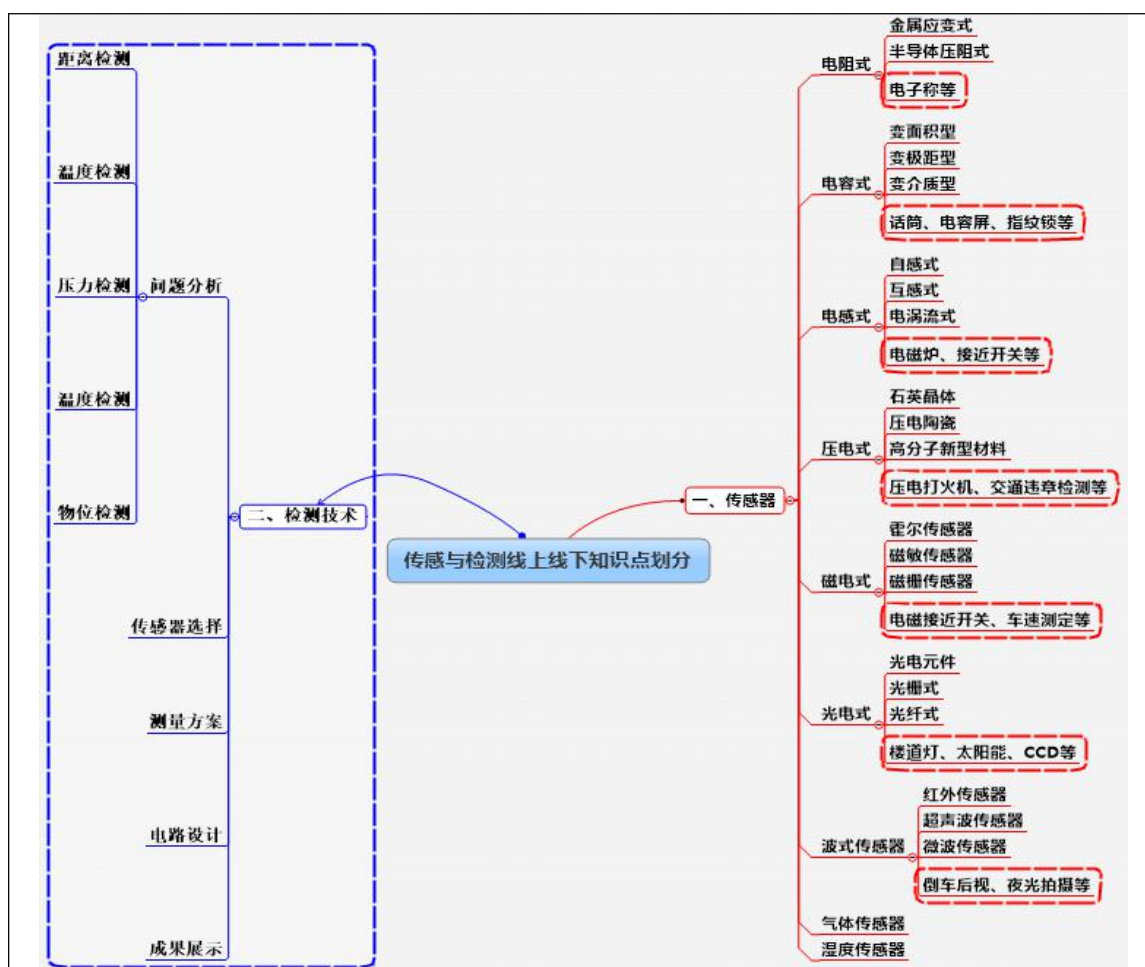 传感与检测线上线下知识点划分
一、传感器
电阻式
金属应变式
半导体压阻式
电子称等
电容式
变面积型
变极距型
变介质型
话筒、电容屏、指纹锁等
电感式
自感式
互感式
电涡流式
电磁炉、接近开关等
压电式
石英晶体
压电陶瓷
高分子新型材料
压电打火机、交通违章检测等
磁电式
霍尔传感器
磁敏传感器
磁栅传感器
电磁接近开关、车速测定等
光电式
光电元件
光栅式
光纤式
楼道灯、太阳能、CCD等
波式传感器
红外传感器
超声波传感器
微波传感器
倒车后视、夜光拍摄等
气体传感器
湿度传感器
二、检测技术
问题分析
距离检测
温度检测
压力检测
温度检测
物位检测
传感器选择
测量方案
电路设计
成果展示